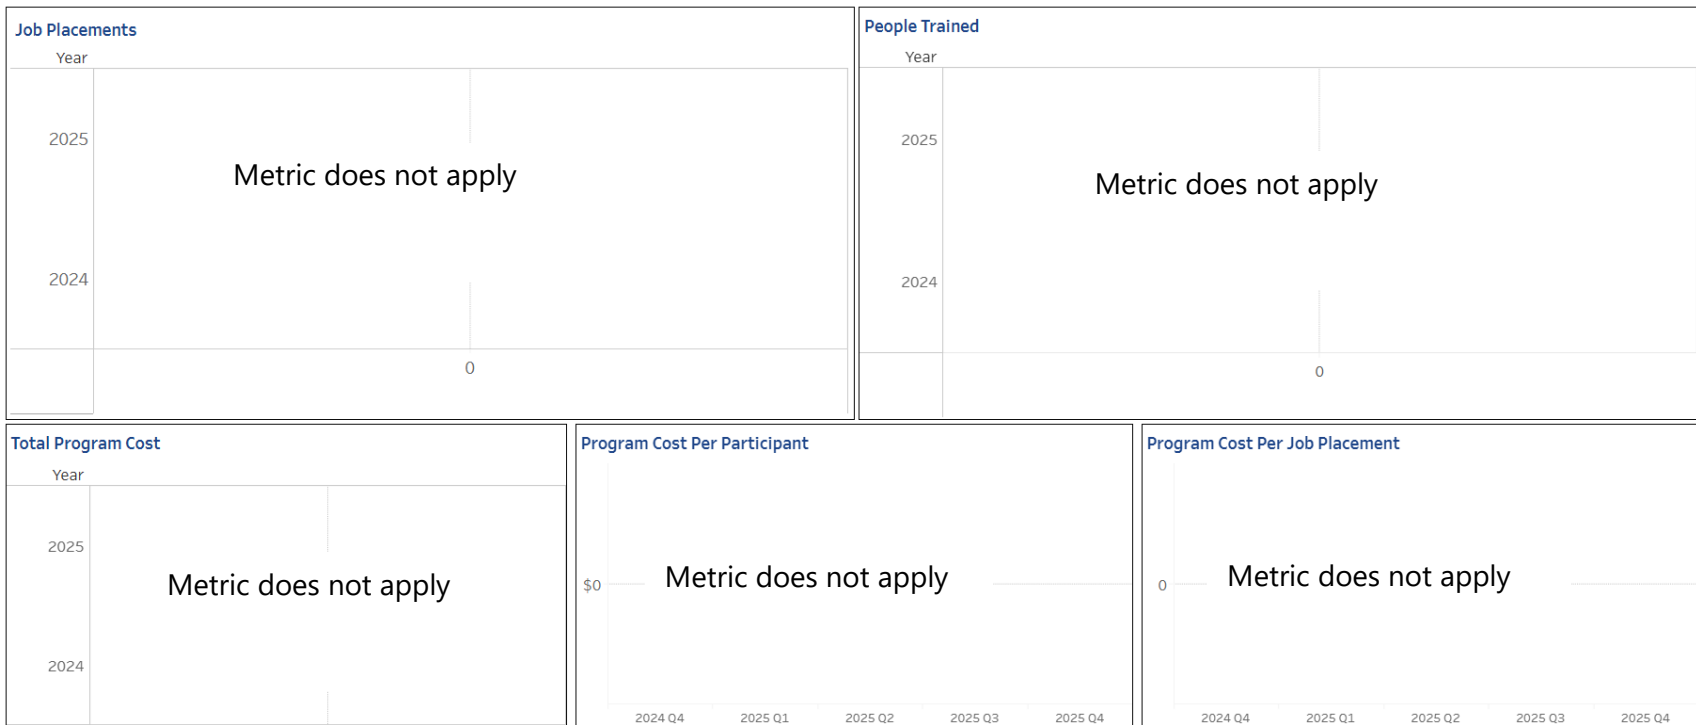 Job Placements
Year
2025
Metric does not apply
2024
0
People Trained
Year
2025
Metric does not apply
2024
0
Total Program Cost
Year
2025
Metric does not apply
2024
Program Cost Per Participant
$0
Metric does not apply
2024 Q4 2025 Q1 2025 Q2 2025 Q3 2025 Q4
Program Cost Per Job Placement
0
Metric does not apply
2024 Q4 2025 Q1 2025 Q2 2025 Q3 2025 Q4